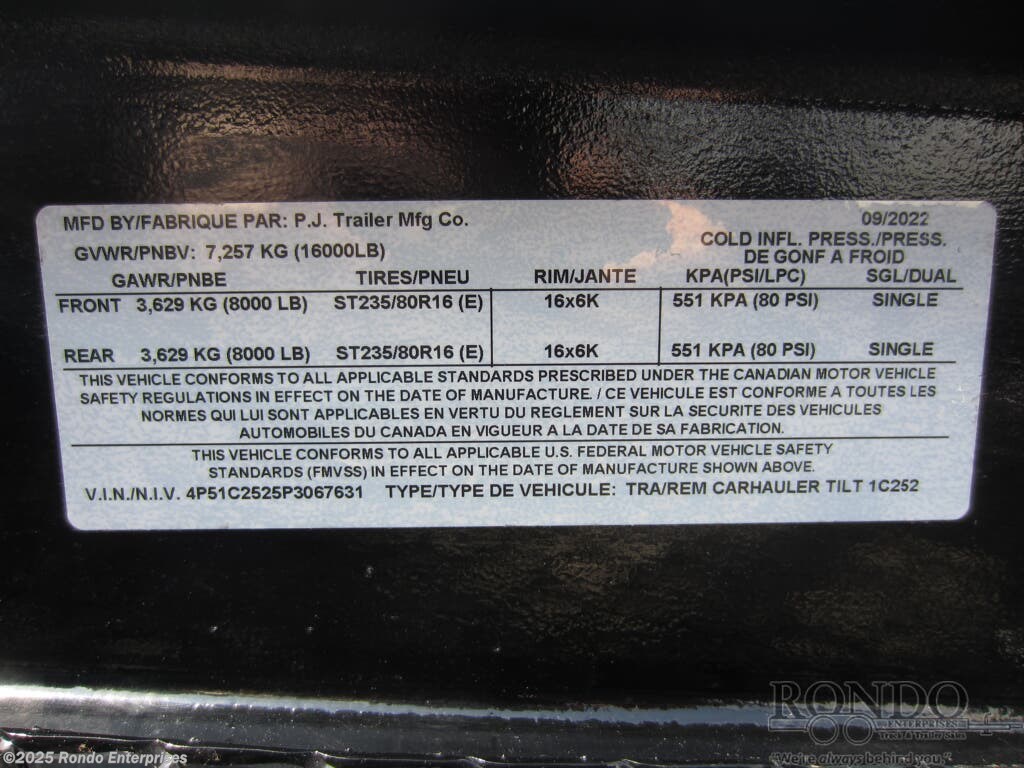 MFD BY/FABRIQUE PAR: P.J. Trailer Mfg Co. 09/2022
GVWR/PNBV: 7,257 KG (16000LB) COLD INFL. PRESS./PRESS.
DE GONF A FROID
GAWR/PNBE TIRES/PNEU RIM/JANTE KPA(PSI/LPC) SGL/DUAL
FRONT 3,629 KG (8000 LB) ST235/80R16 (E) 16x6K 551 KPA (80 PSI) SINGLE
REAR 3,629 KG (8000 LB) ST235/80R16 (E) 16x6K 551 KPA (80 PSI) SINGLE
THIS VEHICLE CONFORMS TO ALL APPLICABLE STANDARDS PRESCRIBED UNDER THE CANADIAN MOTOR VEHICLE
SAFETY REGULATIONS IN EFFECT ON THE DATE OF MANUFACTURE. / CE VEHICULE EST CONFORME A TOUTES LES
NORMES QUI LUI SONT APPLICABLES EN VERTU DU REGLEMENT SUR LA SECURITE DES VEHICULES
AUTOMOBILES DU CANADA EN VIGUEUR A LA DATE DE SA FABRICATION.
THIS VEHICLE CONFORMS TO ALL APPLICABLE U.S. FEDERAL MOTOR VEHICLE SAFETY
STANDARDS (FMVSS) IN EFFECT ON THE DATE OF MANUFACTURE SHOWN ABOVE.
V.I.N./N.I.V. 4P51C2525P3067631 TYPE/TYPE DE VEHICULE: TRA/REM CARHAULER TILT 1C252
RONDO
ENTERPRISES
Truck & Trailer Sales
"We're always behind you."
©2025 Rondo Enterprises